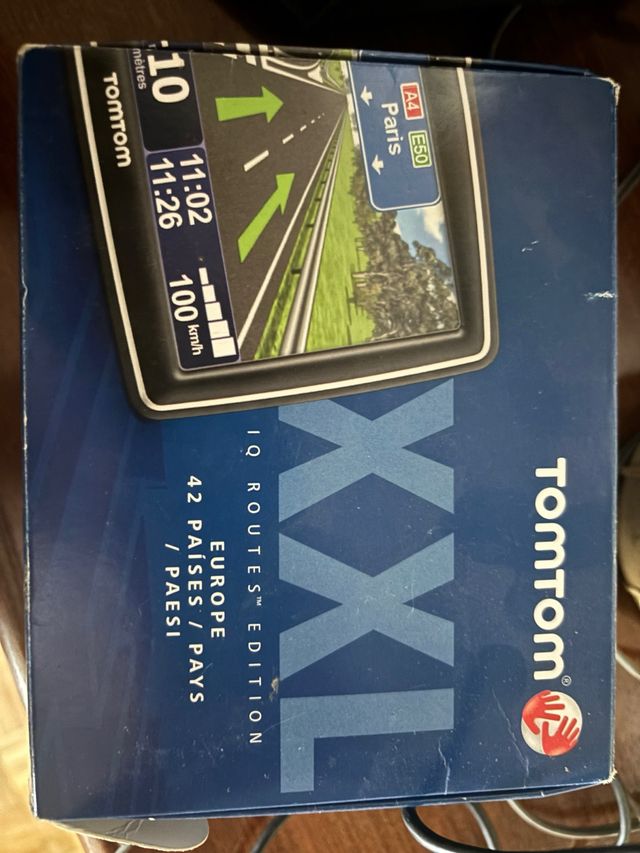 TOMTOM®
XXL
IQ ROUTES™ EDITION
EUROPE
42 PAÍSES / PAYS
/ PAESI
A4 E50
Paris
10
mètres
11:02
11:26
100 km/h
TOMTOM